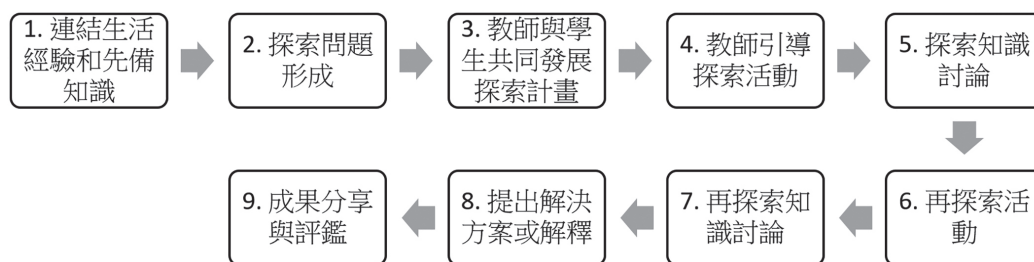 1. 連結生活
經驗和先備
知識
2. 探索問題
形成
3. 教師與學
生共同發展
探索計畫
4. 教師引導
探索活動
5. 探索知識
討論
6. 再探索活
動
7. 再探索知
識討論
8. 提出解決
方案或解釋
9. 成果分享
與評鑑